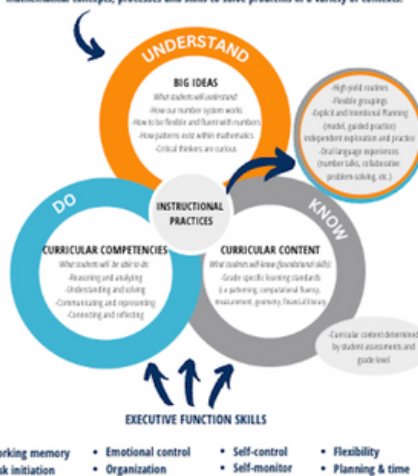 mathematical concepts, processes and skills to solve problems in a variety of contexts.
UNDERSTAND
BIG IDEAS
What students will understand:
-How our number system works
-How to be flexible and fluent with numbers
-How patterns exist within mathematics
-Critical thinkers are curious
-High yield routines
-Flexible groupings
-Explicit and Intentional Planning
(model, guided practice)
independent exploration and practice
-Oral language experiences
(number talks, collaborative
problem-solving, etc.)
INSTRUCTIONAL
PRACTICES
DO
CURRICULAR COMPETENCIES
What students will be able to do:
-Reasoning and analyzing
-Understanding and solving
-Communicating and representing
-Connecting and reflecting
KNOW
CURRICULAR CONTENT
What students will know (foundational skills):
-Grade specific learning standards
(i.e patterning, computational fluency,
measurement, geometry, financial literacy
-Curricular content determined
by student assessments and
grade level
EXECUTIVE FUNCTION SKILLS
orking memory
• Emotional control
• Self-control
• Flexibility
sk initiation
• Organization
• Self-monitor
• Planning & time